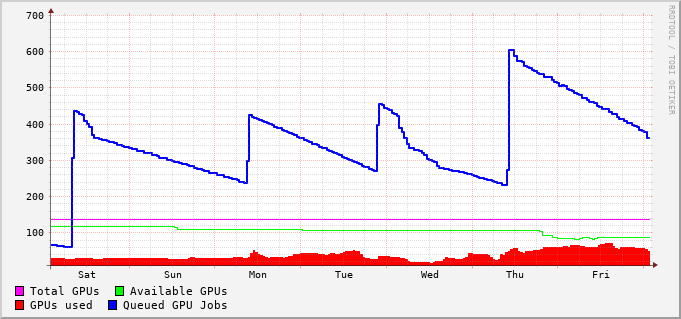 700
600
500
400
300
200
100
Sat Sun Mon Tue Wed Thu Fri
Total GPUs Available GPUs
GPUs used Queued GPU Jobs
RRDTOOL / TOBI OETIKER